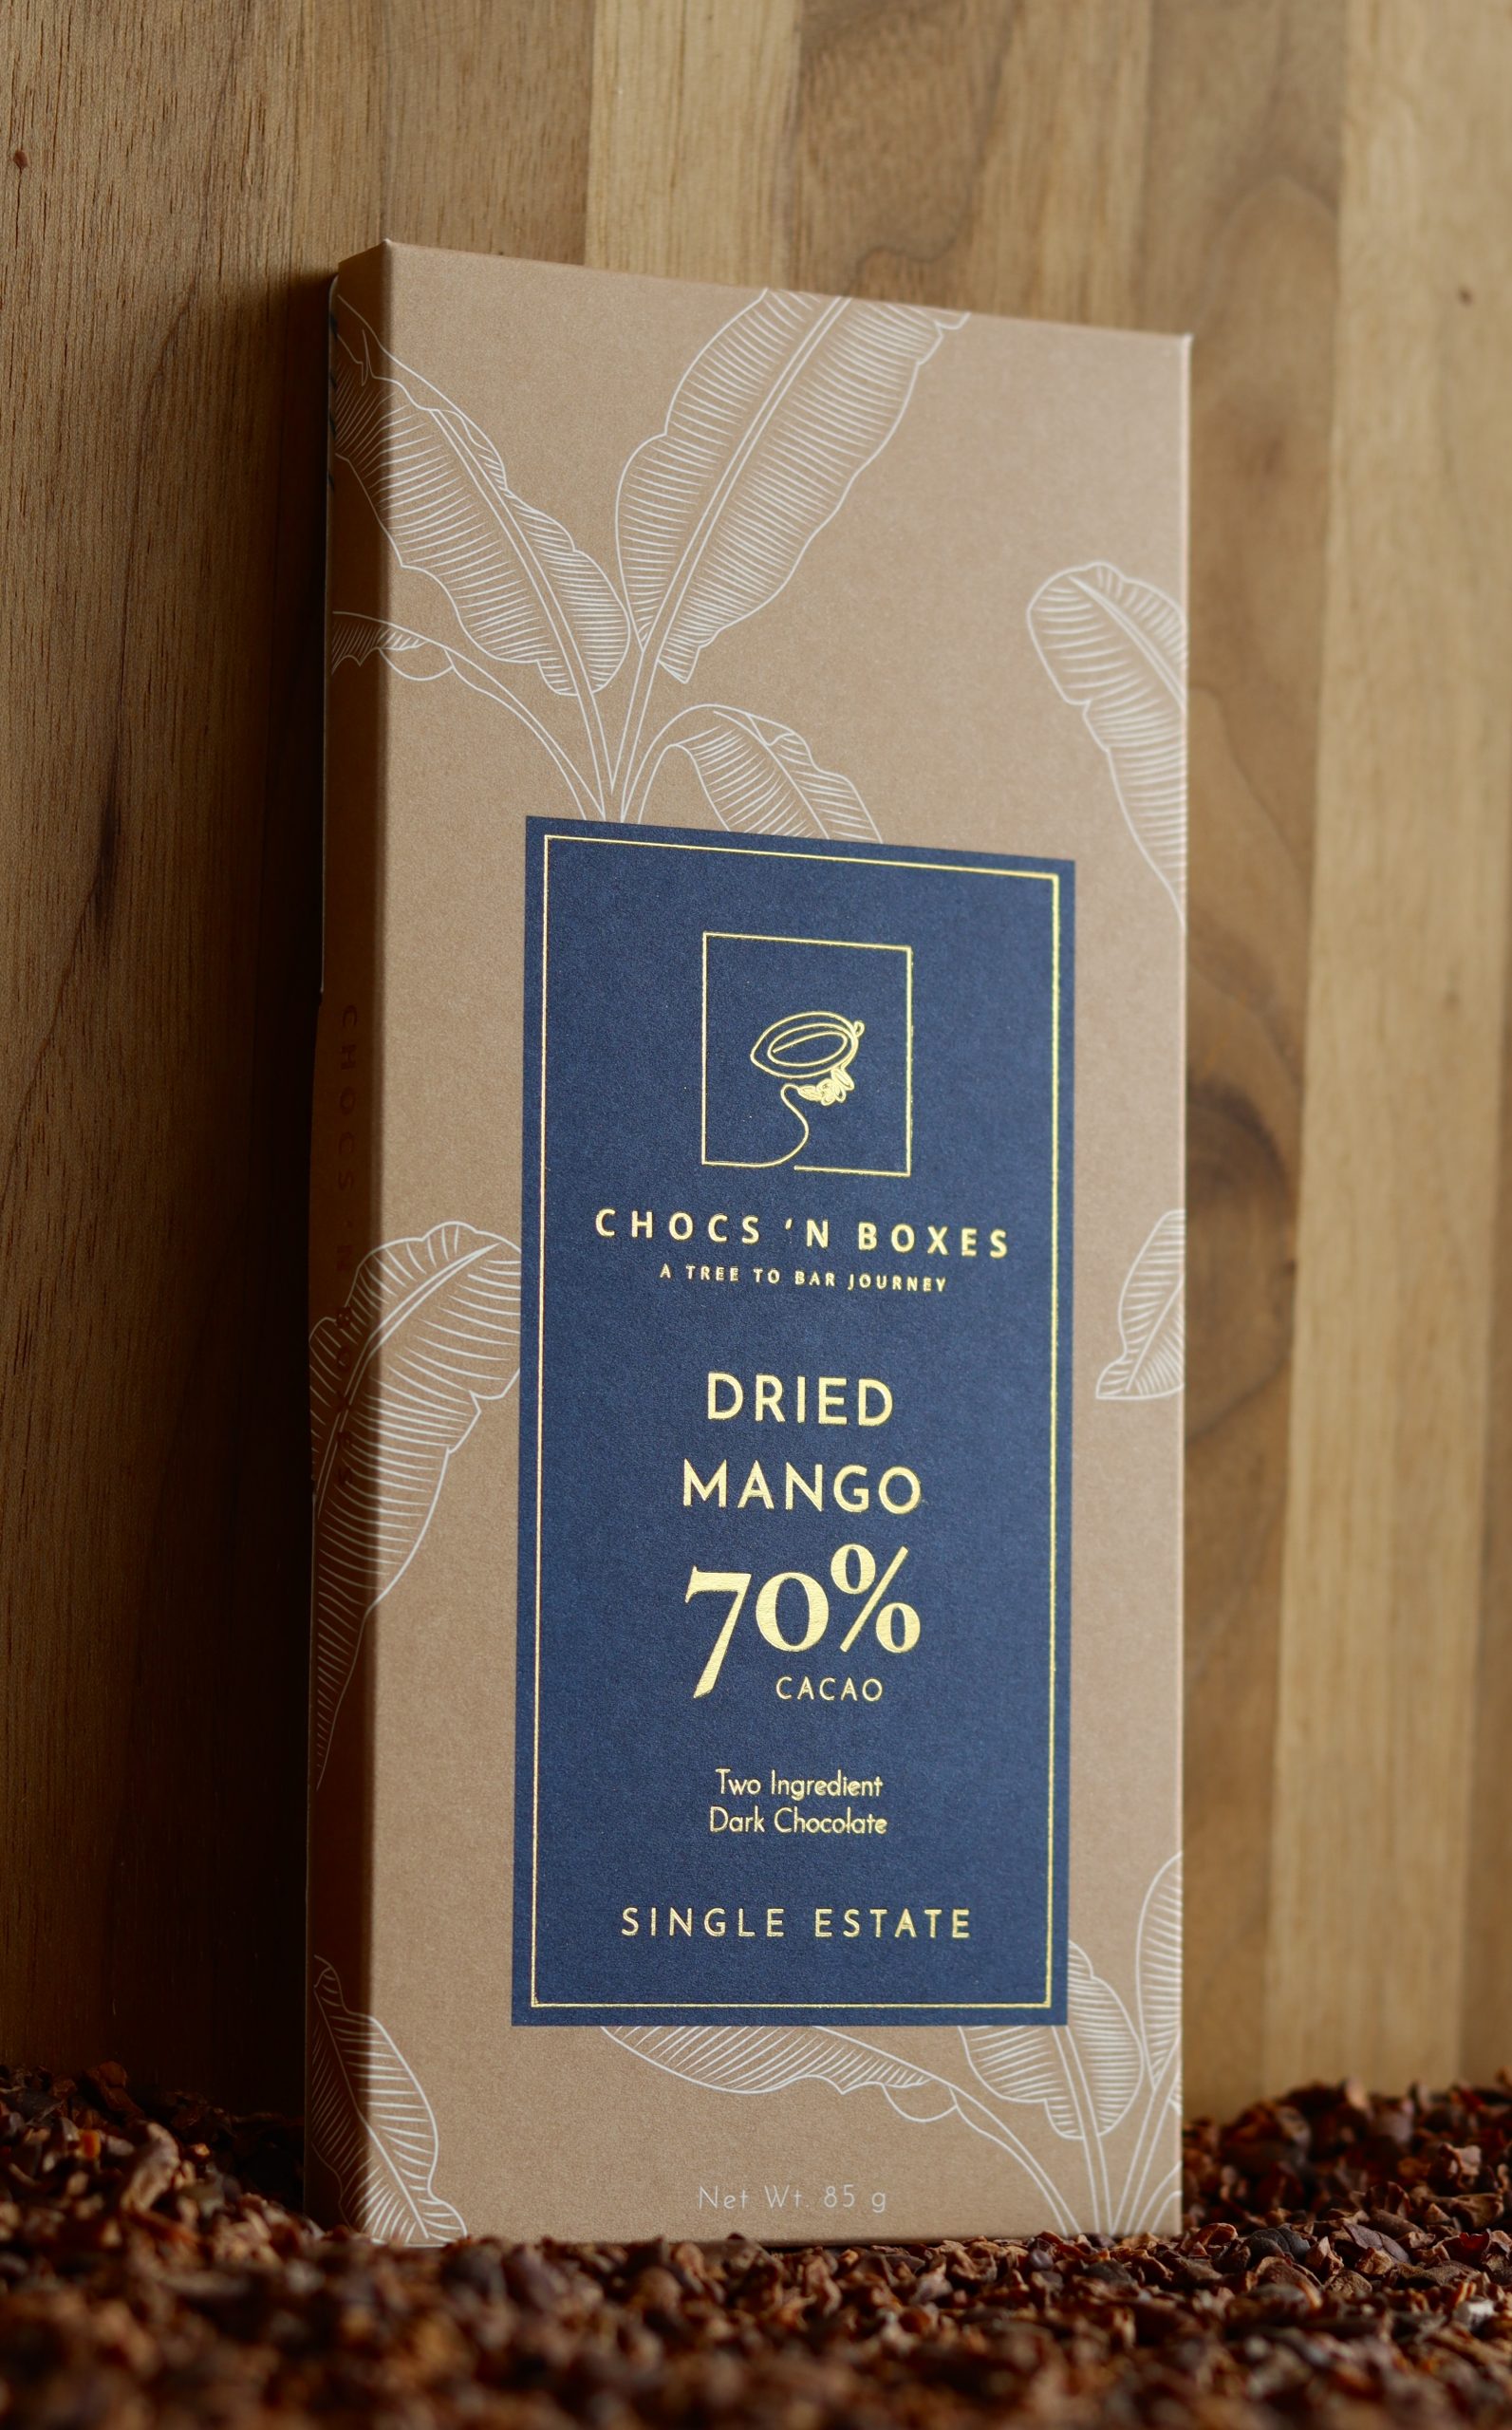 CHOCS 'N BOXES
A TREE TO BAR JOURNEY
DRIED
MANGO
70%
CACAO
Two Ingredient
Dark Chocolate
SINGLE ESTATE
Net Wt. 85 g
CHOCS 'N